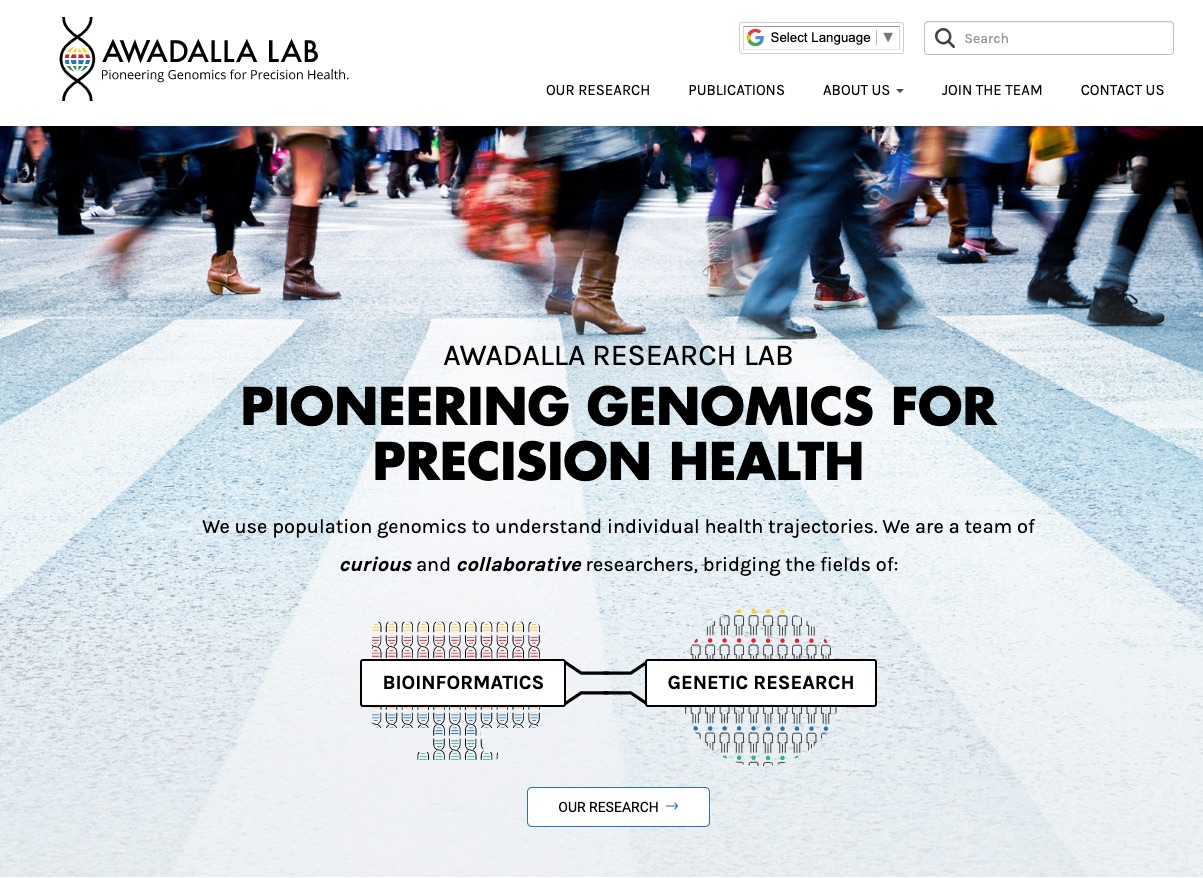 AWADALLA LAB
Pioneering Genomics for Precision Health.
Select Language ▼
Search
OUR RESEARCH PUBLICATIONS ABOUT US JOIN THE TEAM CONTACT US
AWADALLA RESEARCH LAB
PIONEERING GENOMICS FOR
PRECISION HEALTH
We use population genomics to understand individual health trajectories. We are a team of
curious and collaborative researchers, bridging the fields of:
BIOINFORMATICS GENETIC RESEARCH
OUR RESEARCH →